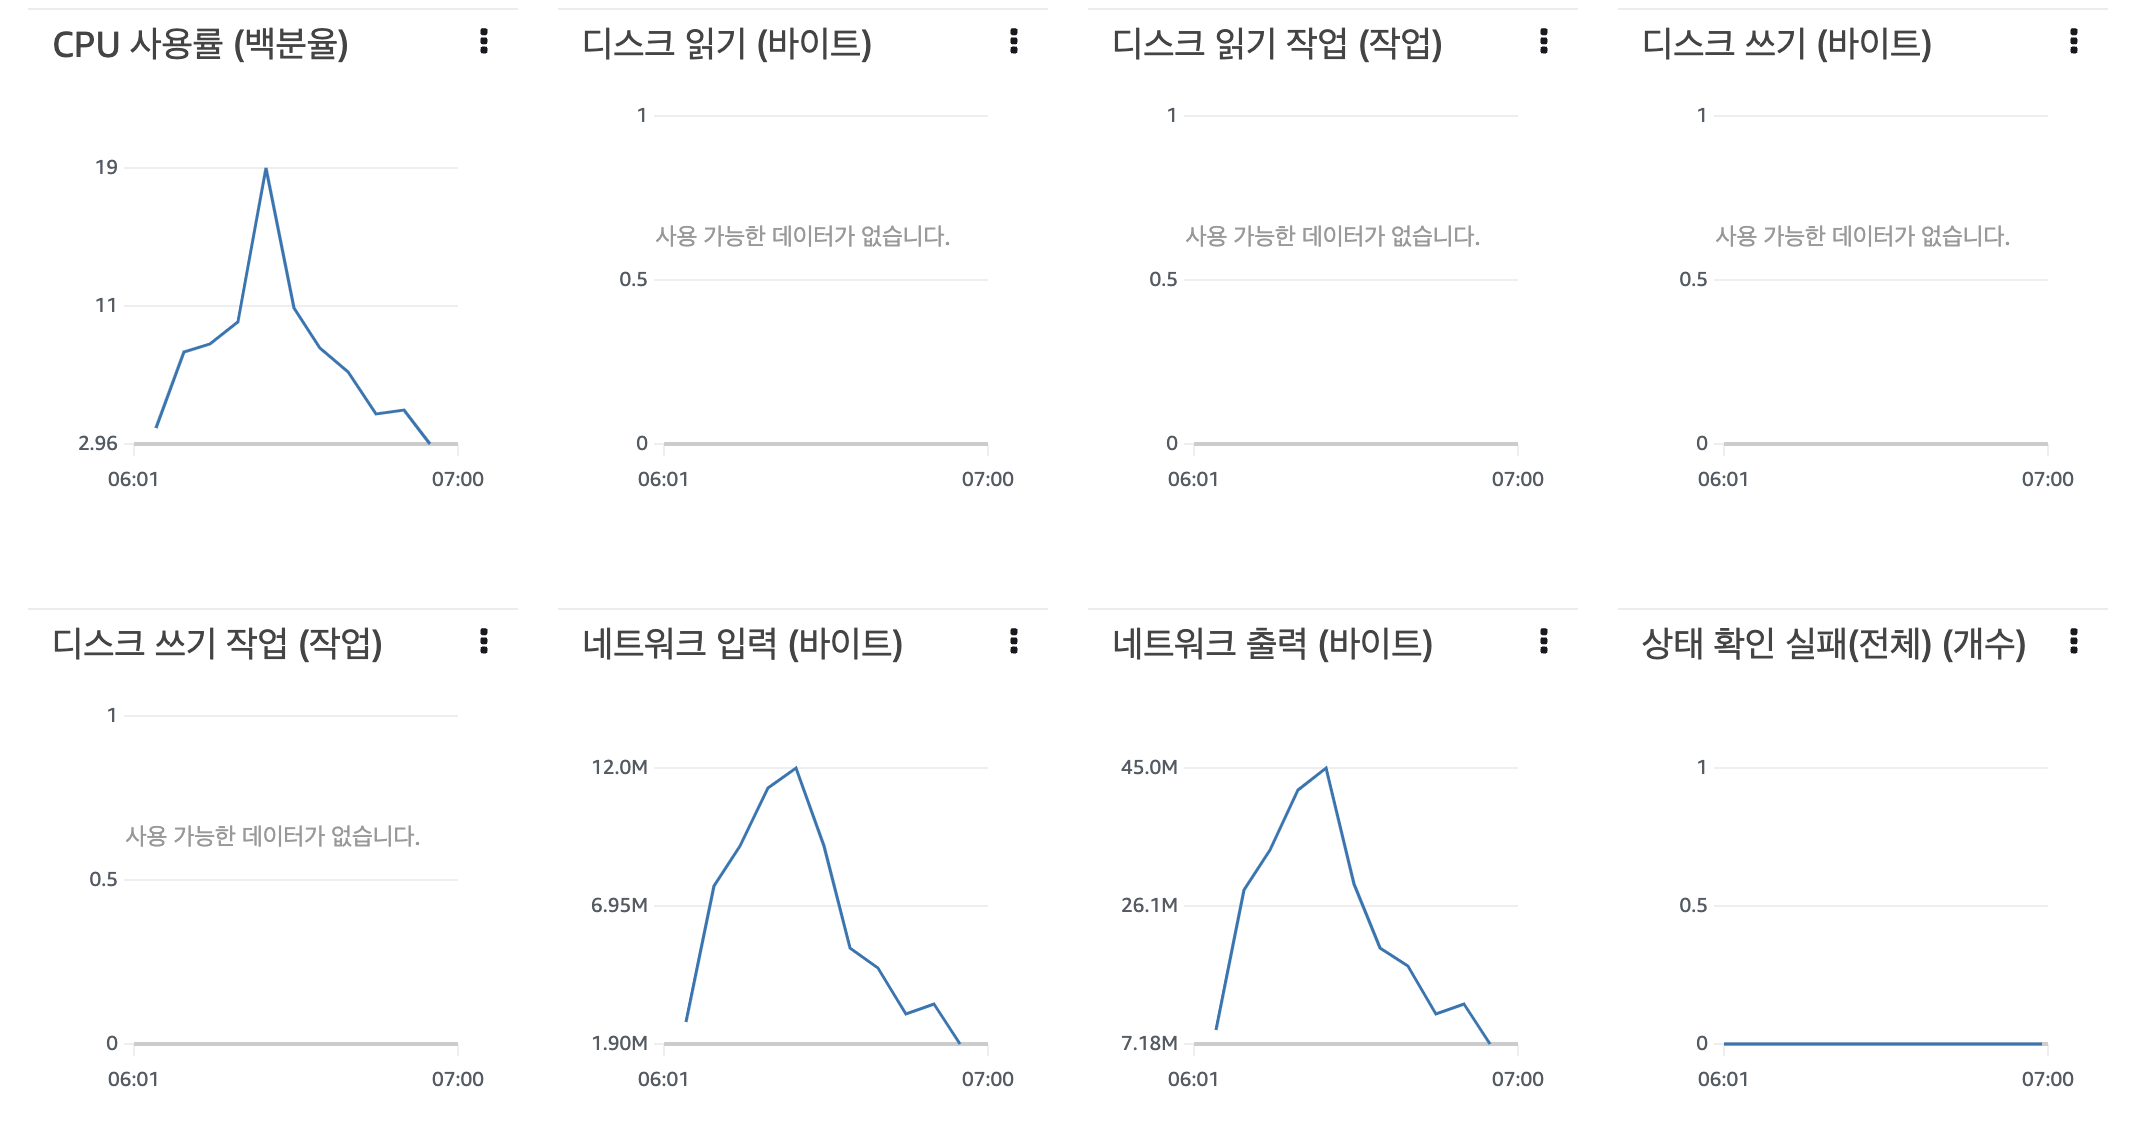 CPU 사용률 (백분율)
19
11
2.96
06:01
07:00
디스크 읽기 (바이트)
1
사용 가능한 데이터가 없습니다.
0.5
0
06:01
07:00
디스크 읽기 작업 (작업)
1
사용 가능한 데이터가 없습니다.
0.5
0
06:01
07:00
디스크 쓰기 (바이트)
1
사용 가능한 데이터가 없습니다.
0.5
0
06:01
07:00
디스크 쓰기 작업 (작업)
1
사용 가능한 데이터가 없습니다.
0.5
0
06:01
07:00
네트워크 입력 (바이트)
12.0M
6.95M
1.90M
06:01
07:00
네트워크 출력 (바이트)
45.0M
26.1M
7.18M
06:01
07:00
상태 확인 실패(전체) (개수)
1
0.5
0
06:01
07:00